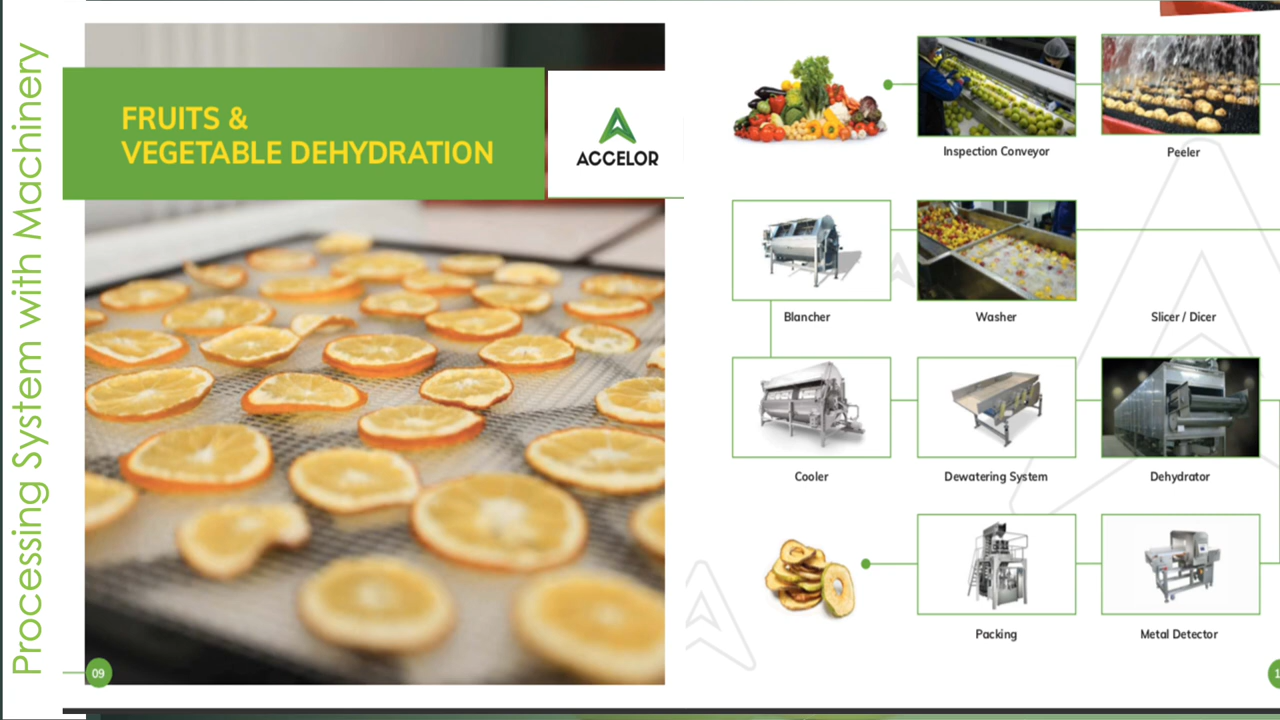 Processing System with Machinery
FRUITS &
VEGETABLE DEHYDRATION
ACCELOR
Inspection Conveyor
Peeler
Blancher
Washer
Slicer / Dicer
Cooler
Dewatering System
Dehydrator
Packing
Metal Detector
09